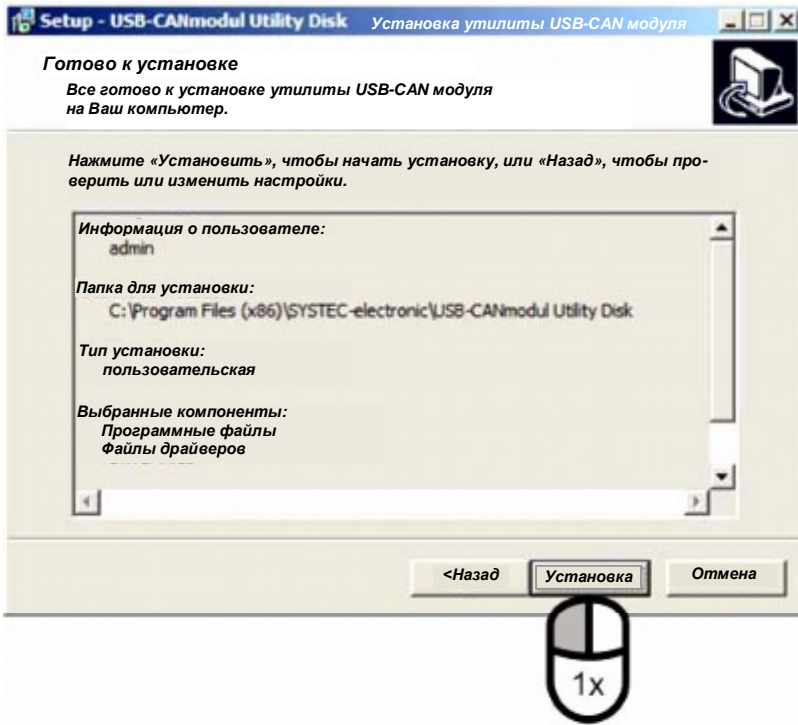 Setup - USB-CANmodul Utility Disk Установка утилиты USB-CAN модуля
Готово к установке
Все готово к установке утилиты USB-CAN модуля
на Ваш компьютер.
Нажмите «Установить», чтобы начать установку, или «Назад», чтобы про-
верить или изменить настройки.
Информация о пользователе:
admin
Папка для установки:
C:\Program Files (x86)\SYSTEC-electronic\USB-CANmodul Utility Disk
Тип установки:
пользовательская
Выбранные компоненты:
Программные файлы
Файлы драйверов
<Назад Установка Отмена
1x